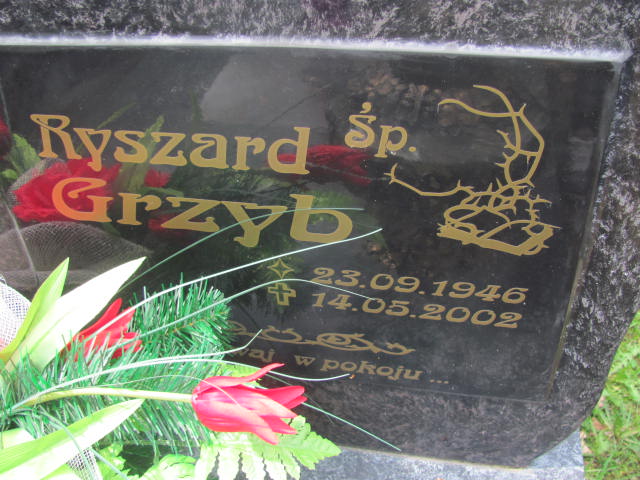 Śp.
Ryszard
Grzyb
23.09.1946
14.05.2002
w pokoju ...